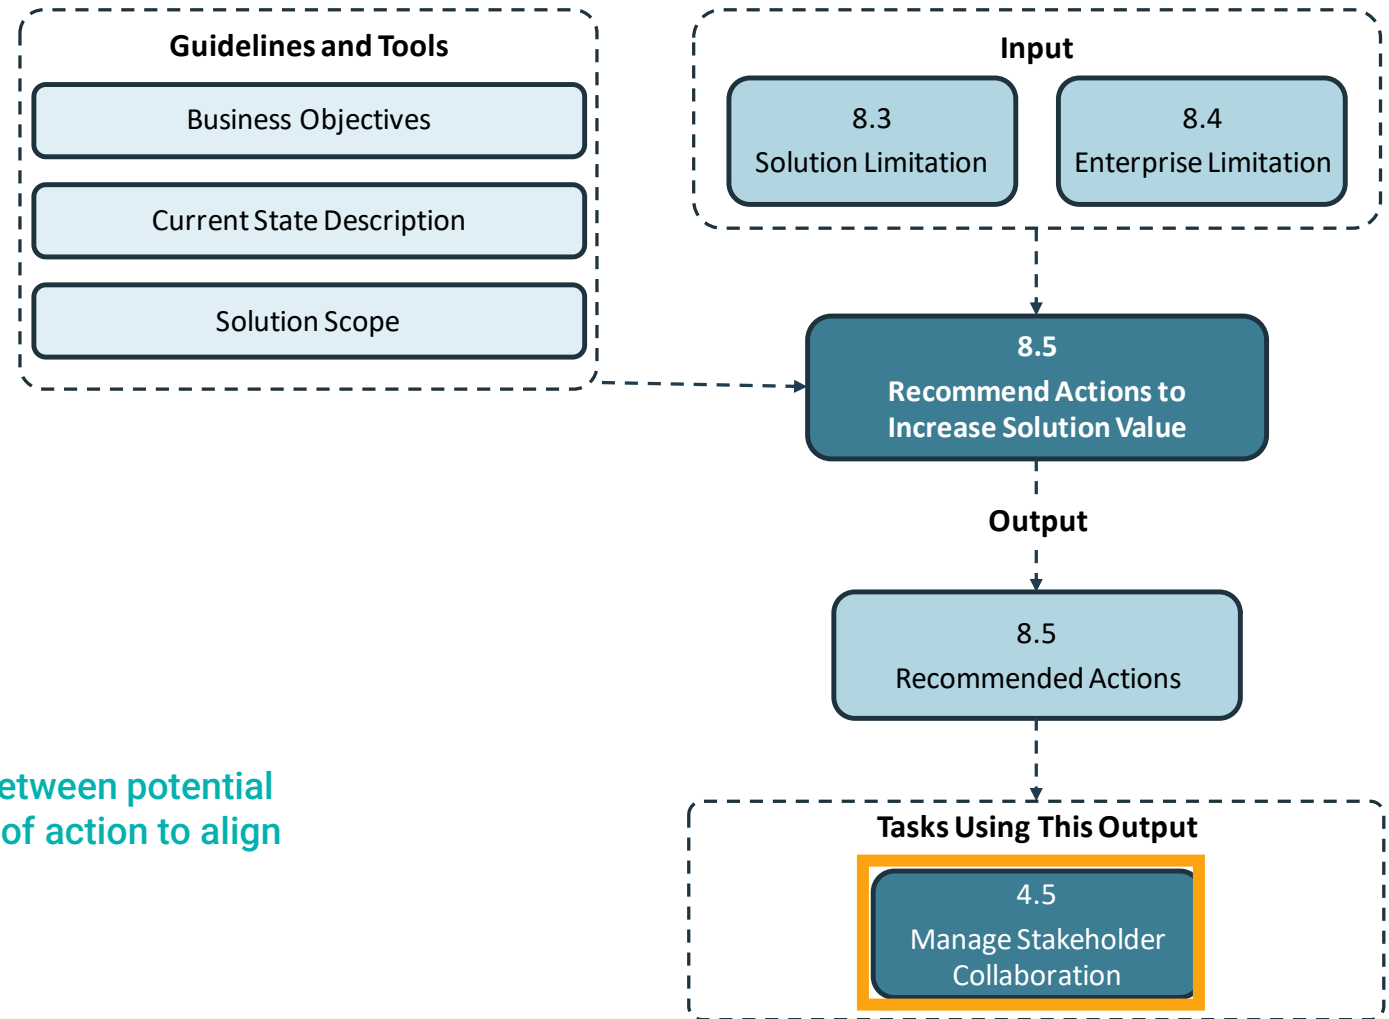 Guidelines and Tools
Business Objectives
Current State Description
Solution Scope
Input
8.3
Solution Limitation
8.4
Enterprise Limitation
8.5
Recommend Actions to
Increase Solution Value
Output
8.5
Recommended Actions
etween potential
of action to align
Tasks Using This Output
4.5
Manage Stakeholder
Collaboration